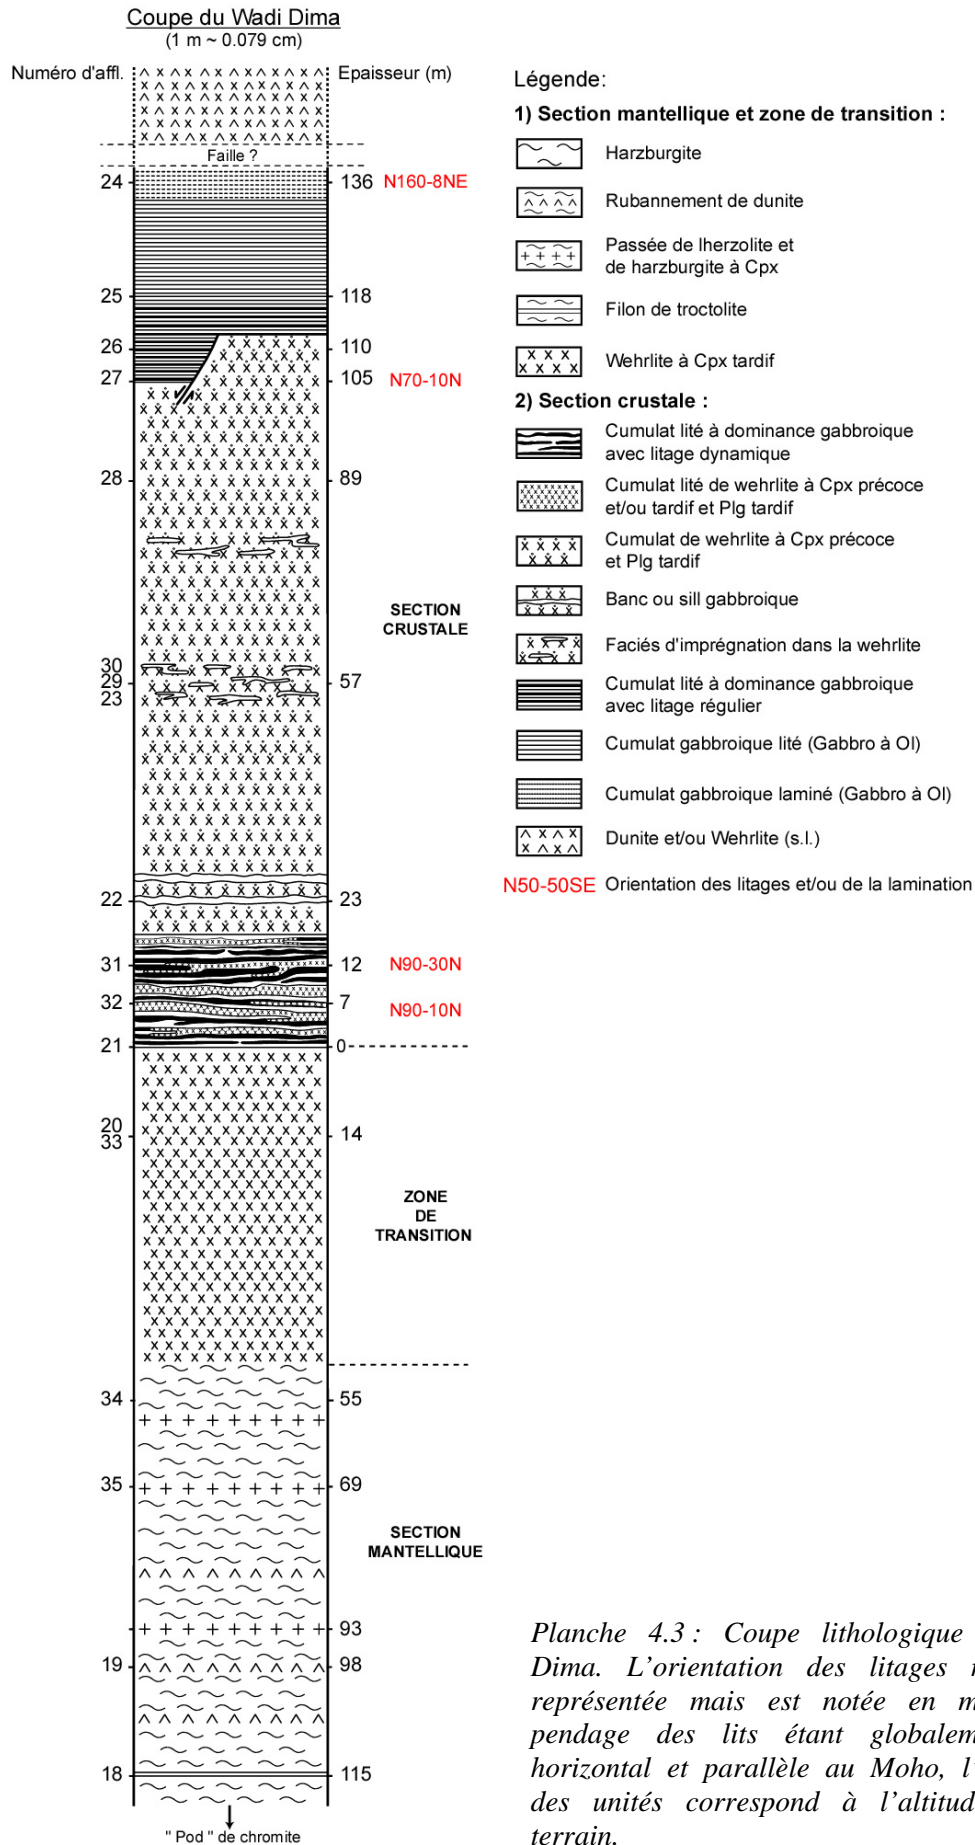 Coupe du Wadi Dima
(1 m ~ 0.079 cm)
Numéro d'affl.
Epaisseur (m)
Faille ?
24 136 N160-8NE
25 118
26 110
27 105 N70-10N
28 89
SECTION
CRUSTALE
30
29 57
23
22 23
31 12 N90-30N
32 7
N90-10N
21 0
20
33 14
ZONE
DE
TRANSITION
34 55
35 69
SECTION
MANTELLIQUE
93
19 98
18 115
" Pod " de chromite
Légende:
1) Section mantellique et zone de transition :
Harzburgite
Rubannement de dunite
Passée de lherzolite et
de harzburgite à Cpx
Filon de troctolite
Wehrlite à Cpx tardif
2) Section crustale :
Cumulat lité à dominance gabbroique
avec litage dynamique
Cumulat lité de wehrlite à Cpx précoce
et/ou tardif et Plg tardif
Cumulat de wehrlite à Cpx précoce
et Plg tardif
Banc ou sill gabbroique
Faciés d'imprégnation dans la wehrlite
Cumulat lité à dominance gabbroique
avec litage régulier
Cumulat gabbroique lité (Gabbro à Ol)
Cumulat gabbroique laminé (Gabbro à Ol)
Dunite et/ou Wehrlite (s.l.)
N50-50SE Orientation des litages et/ou de la lamination
Planche 4.3 : Coupe lithologique
Dima. L'orientation des litages
représentée mais est notée en
pendage des lits étant
horizontal et parallèle au Moho,
des unités correspond à
terrain.